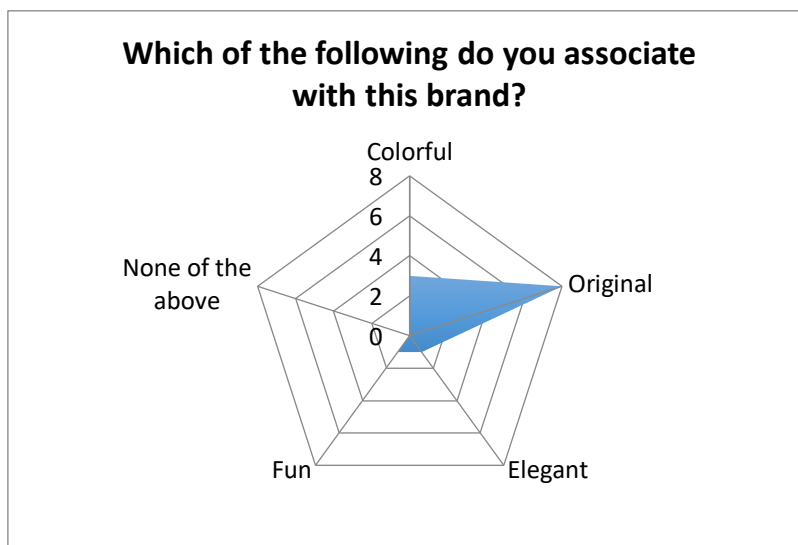 Which of the following do you associate
with this brand?
Colorful
8
6
4
2
0
Original
Elegant
Fun
None of the
above